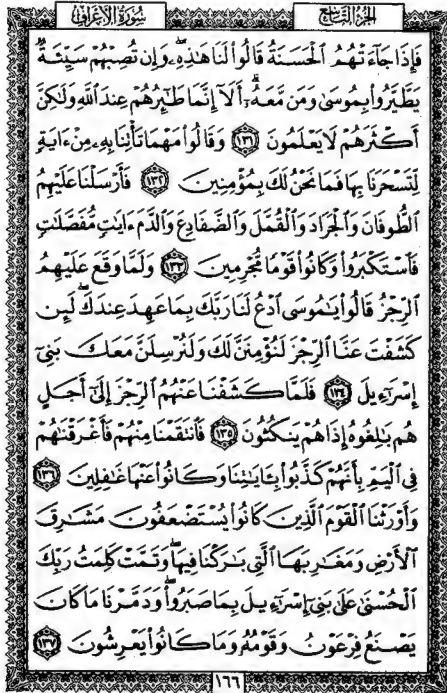 الجزء التاسع
سورة الأعراف
فَإِذَا جَآءَتْهُمُ ٱلْحَسَنَةُ قَالُوا۟ لَنَا هَـٰذِهِۦ وَإِن تُصِبْهُمْ سَيِّئَةٌ
يَطَّيَّرُوا۟ بِمُوسَىٰ وَمَن مَّعَهُۥٓ أَلَآ إِنَّمَا طَـٰٓئِرُهُمْ عِندَ ٱللَّهِ وَلَـٰكِنَّ
أَكْثَرَهُمْ لَا يَعْلَمُونَ ١٣١ وَقَالُوا۟ مَهْمَا تَأْتِنَا بِهِۦ مِنْ ءَايَةٍ
لِّتَسْحَرَنَا بِهَا فَمَا نَحْنُ لَكَ بِمُؤْمِنِينَ ١٣٢ فَأَرْسَلْنَا عَلَيْهِمُ
ٱلطُّوفَانَ وَٱلْجَرَادَ وَٱلْقُمَّلَ وَٱلضَّفَادِعَ وَٱلدَّمَ ءَايَـٰتٍ مُّفَصَّلَـٰتٍ
فَٱسْتَكْبَرُوا۟ وَكَانُوا۟ قَوْمًا مُّجْرِمِينَ ١٣٣ وَلَمَّا وَقَعَ عَلَيْهِمُ
ٱلرِّجْزُ قَالُوا۟ يَـٰمُوسَى ٱدْعُ لَنَا رَبَّكَ بِمَا عَهِدَ عِندَكَ لَئِن
كَشَفْتَ عَنَّا ٱلرِّجْزَ لَنُؤْمِنَنَّ لَكَ وَلَنُرْسِلَنَّ مَعَكَ بَنِىٓ
إِسْرَٰٓءِيلَ ١٣٤ فَلَمَّا كَشَفْنَا عَنْهُمُ ٱلرِّجْزَ إِلَىٰٓ أَجَلٍ
هُم بَـٰلِغُوهُ إِذَا هُمْ يَنكُثُونَ ١٣٥ فَٱنتَقَمْنَا مِنْهُمْ فَأَغْرَقْنَـٰهُمْ
فِى ٱلْيَمِّ بِأَنَّهُمْ كَذَّبُوا۟ بِـَٔايَـٰتِنَا وَكَانُوا۟ عَنْهَا غَـٰفِلِينَ ١٣٦
وَأَوْرَثْنَا ٱلْقَوْمَ ٱلَّذِينَ كَانُوا۟ يُسْتَضْعَفُونَ مَشَـٰرِقَ
ٱلْأَرْضِ وَمَغَـٰرِبَهَا ٱلَّتِى بَـٰرَكْنَا فِيهَا وَتَمَّتْ كَلِمَتُ رَبِّكَ
ٱلْحُسْنَىٰ عَلَىٰ بَنِىٓ إِسْرَٰٓءِيلَ بِمَا صَبَرُوا۟ وَدَمَّرْنَا مَا كَانَ
يَصْنَعُ فِرْعَوْنُ وَقَوْمُهُۥ وَمَا كَانُوا۟ يَعْرِشُونَ ١٣٧
١٦٦